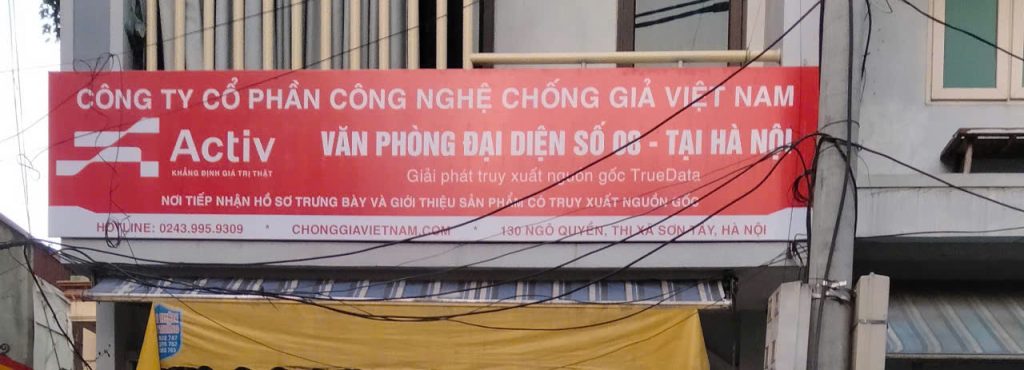 CÔNG TY CỔ PHẦN CÔNG NGHỆ CHỐNG GIẢ VIỆT NAM
Activ
KHẲNG ĐỊNH GIÁ TRỊ THẬT
VĂN PHÒNG ĐẠI DIỆN SỐ 08 - TẠI HÀ NỘI
Giải phát truy xuất nguồn gốc TrueData
NƠI TIẾP NHẬN HỒ SƠ TRƯNG BÀY VÀ GIỚI THIỆU SẢN PHẨM CÓ TRUY XUẤT NGUỒN GỐC
HOTLINE: 0243.995.9309 * CHONGGIAVIETNAM.COM * 130 NGÔ QUYỀN, THỊ XÃ SƠN TÂY, HÀ NỘI